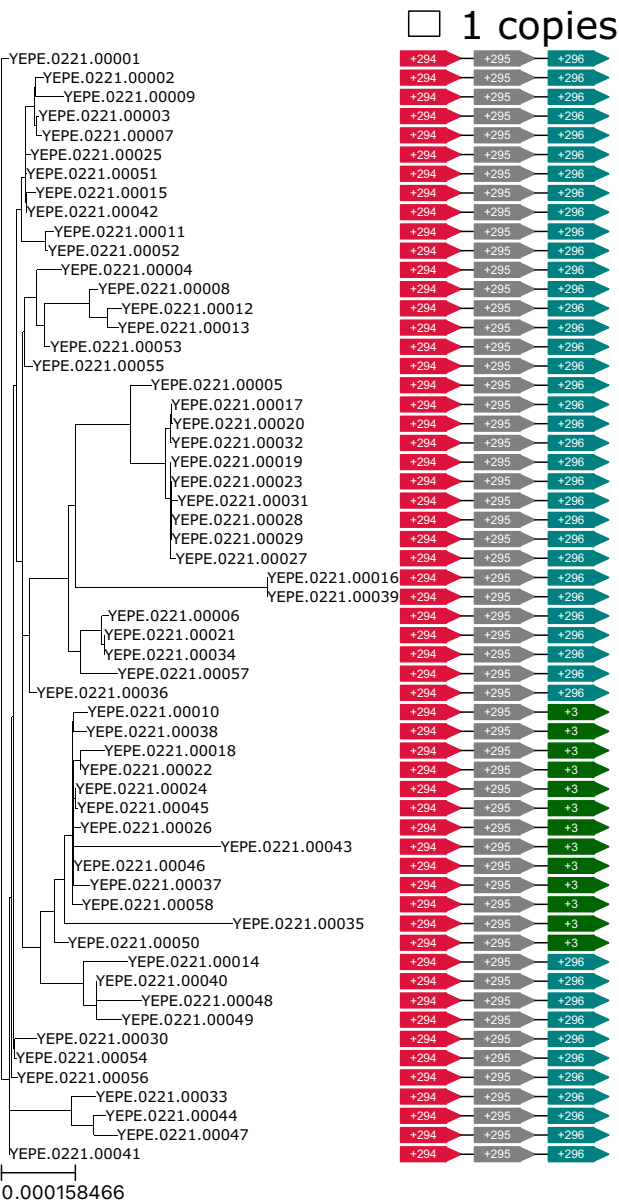 1 copies
YEPE.0221.00001 +294 +295 +296
YEPE.0221.00002 +294 +295 +296
YEPE.0221.00009 +294 +295 +296
YEPE.0221.00003 +294 +295 +296
YEPE.0221.00007 +294 +295 +296
YEPE.0221.00025 +294 +295 +296
YEPE.0221.00051 +294 +295 +296
YEPE.0221.00015 +294 +295 +296
YEPE.0221.00042 +294 +295 +296
YEPE.0221.00011 +294 +295 +296
YEPE.0221.00052 +294 +295 +296
YEPE.0221.00004 +294 +295 +296
YEPE.0221.00008 +294 +295 +296
YEPE.0221.00012 +294 +295 +296
YEPE.0221.00013 +294 +295 +296
YEPE.0221.00053 +294 +295 +296
YEPE.0221.00055 +294 +295 +296
YEPE.0221.00005 +294 +295 +296
YEPE.0221.00017 +294 +295 +296
YEPE.0221.00020 +294 +295 +296
YEPE.0221.00032 +294 +295 +296
YEPE.0221.00019 +294 +295 +296
YEPE.0221.00023 +294 +295 +296
YEPE.0221.00031 +294 +295 +296
YEPE.0221.00028 +294 +295 +296
YEPE.0221.00029 +294 +295 +296
YEPE.0221.00027 +294 +295 +296
YEPE.0221.00016 +294 +295 +296
YEPE.0221.00039 +294 +295 +296
YEPE.0221.00006 +294 +295 +296
YEPE.0221.00021 +294 +295 +296
YEPE.0221.00034 +294 +295 +296
YEPE.0221.00057 +294 +295 +296
YEPE.0221.00036 +294 +295 +296
YEPE.0221.00010 +294 +295 +3
YEPE.0221.00038 +294 +295 +3
YEPE.0221.00018 +294 +295 +3
YEPE.0221.00022 +294 +295 +3
YEPE.0221.00024 +294 +295 +3
YEPE.0221.00045 +294 +295 +3
YEPE.0221.00026 +294 +295 +3
YEPE.0221.00043 +294 +295 +3
YEPE.0221.00046 +294 +295 +3
YEPE.0221.00037 +294 +295 +3
YEPE.0221.00058 +294 +295 +3
YEPE.0221.00035 +294 +295 +3
YEPE.0221.00050 +294 +295 +3
YEPE.0221.00014 +294 +295 +296
YEPE.0221.00040 +294 +295 +296
YEPE.0221.00048 +294 +295 +296
YEPE.0221.00049 +294 +295 +296
YEPE.0221.00030 +294 +295 +296
YEPE.0221.00054 +294 +295 +296
YEPE.0221.00056 +294 +295 +296
YEPE.0221.00033 +294 +295 +296
YEPE.0221.00044 +294 +295 +296
YEPE.0221.00047 +294 +295 +296
YEPE.0221.00041 +294 +295 +296
0.000158466